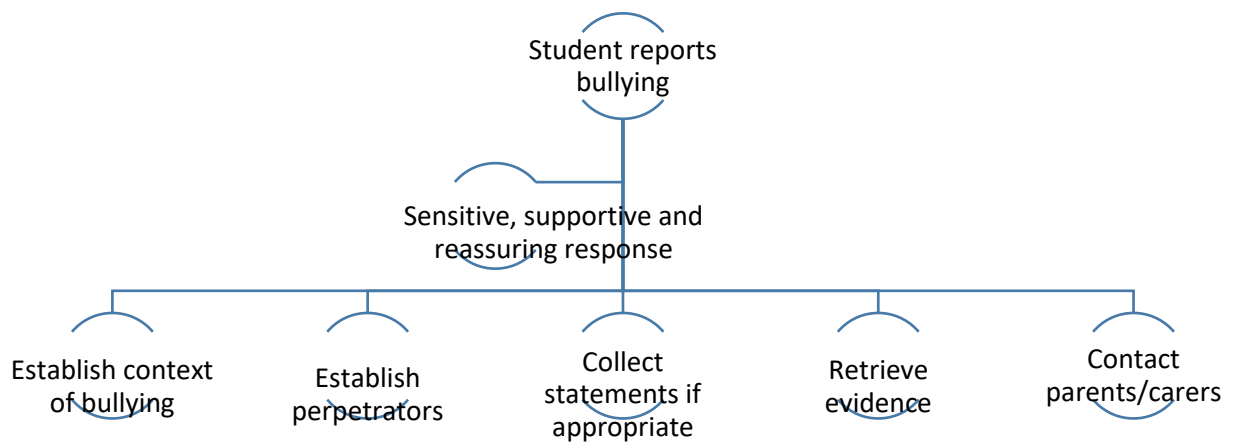 Student reports
bullying
Sensitive, supportive and
reassuring response
Establish context
of bullying
Establish
perpetrators
Collect
statements if
appropriate
Retrieve
evidence
Contact
parents/carers